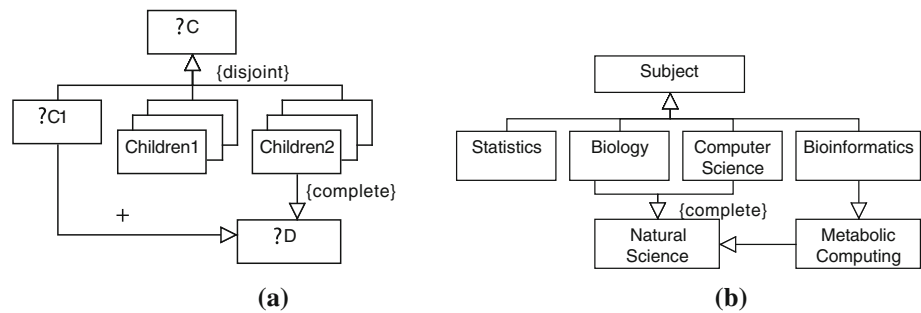 ?C
{disjoint}
?C1
Children1
Children2
{complete}
+
?D
(a)
Subject
Statistics
Biology
Computer
Science
Bioinformatics
{complete}
Natural
Science
Metabolic
Computing
(b)